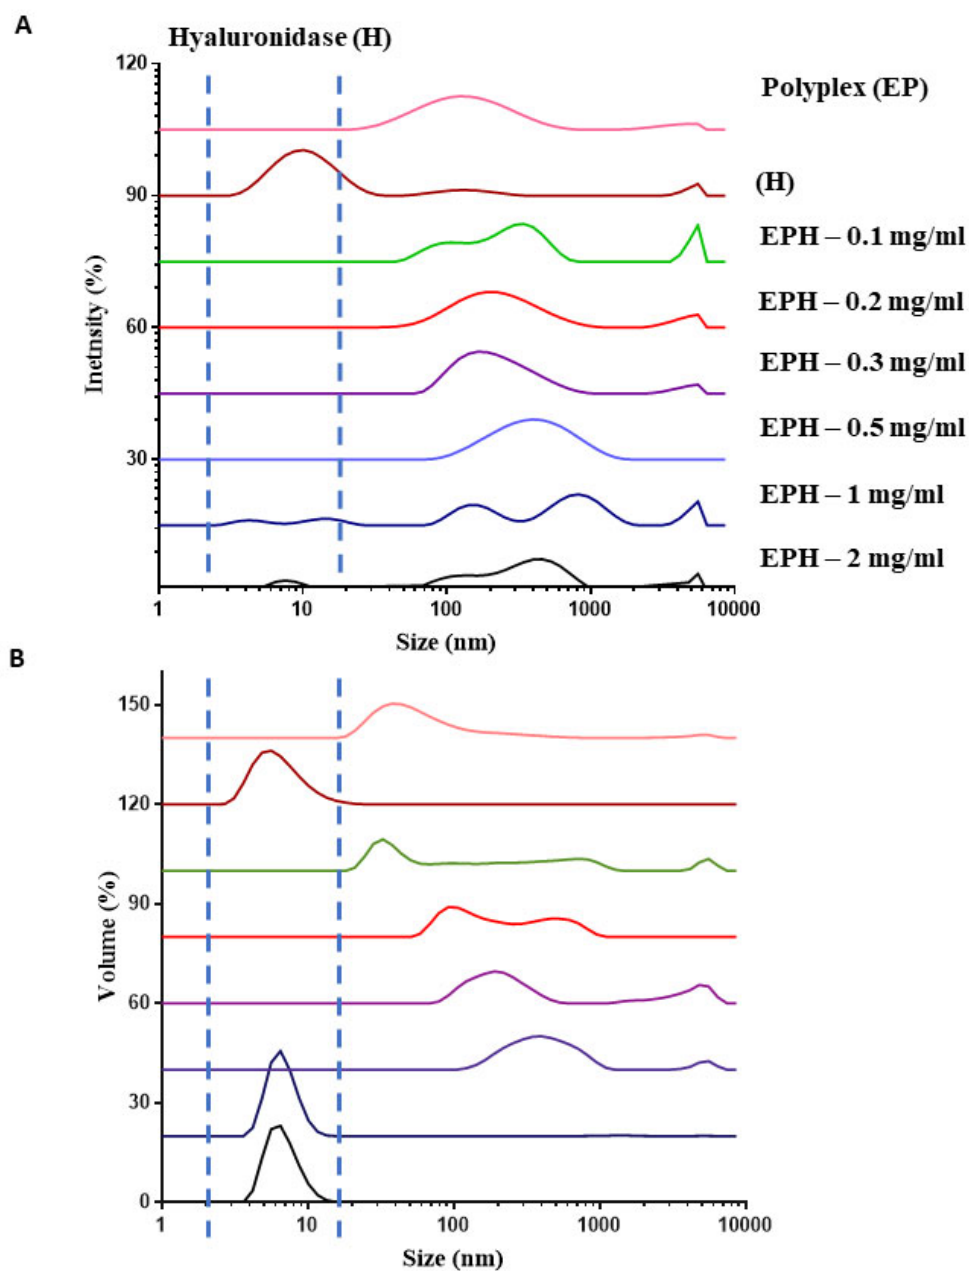 A
Hyaluronidase (H)
120
90
60
30
Inetnsity (%)
1 10 100 1000 10000
Size (nm)
Polyplex (EP)
(H)
EPH – 0.1 mg/ml
EPH – 0.2 mg/ml
EPH – 0.3 mg/ml
EPH – 0.5 mg/ml
EPH – 1 mg/ml
EPH – 2 mg/ml
B
150
120
90
60
30
0
Volume (%)
1 10 100 1000 10000
Size (nm)